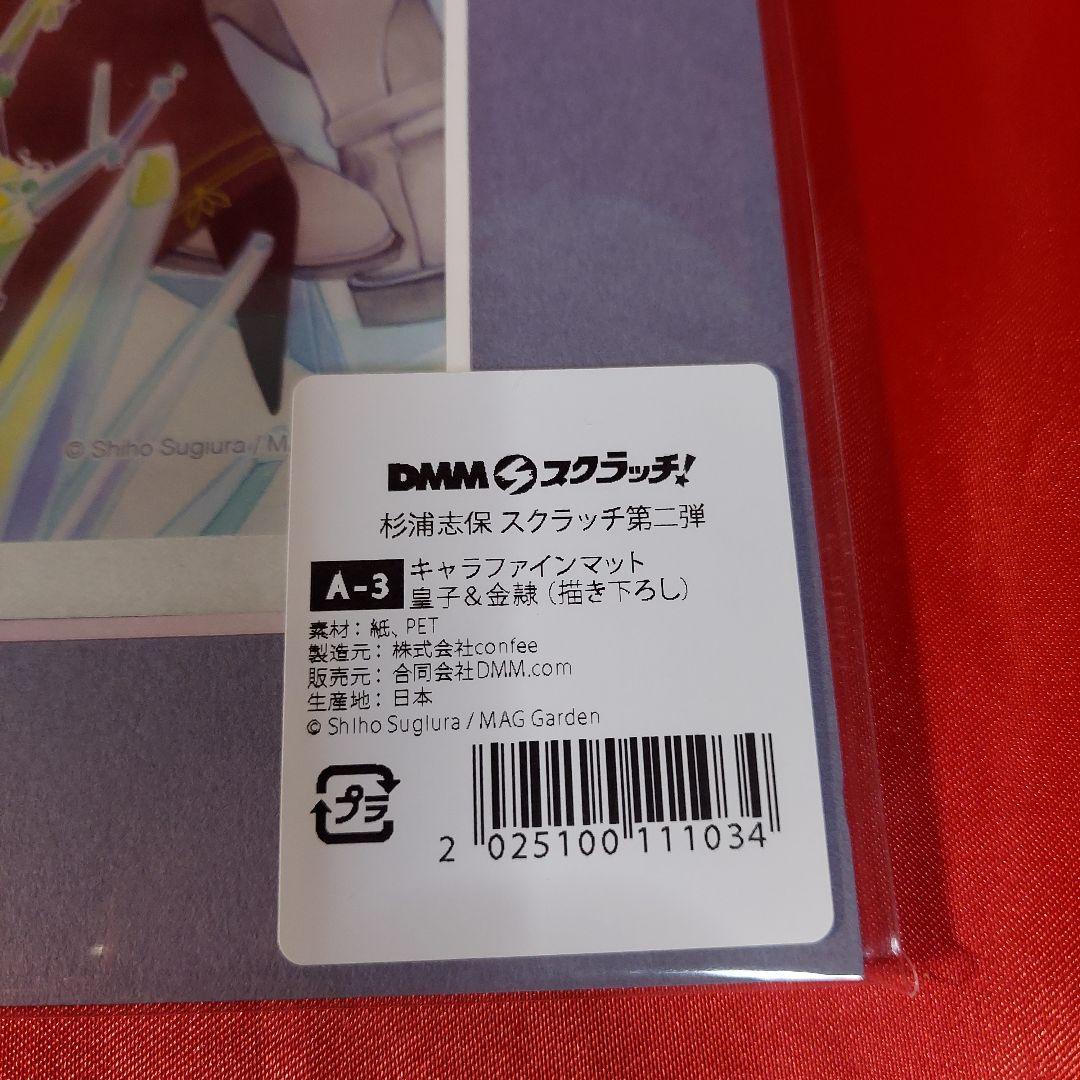 © Shiho Sugiura / M
DMM スクラッチ!
杉浦志保 スクラッチ第二弾
A-3 キャラファインマット
皇子&金隷(描き下ろし)
素材: 紙、PET
製造元: 株式会社confee
販売元: 合同会社DMM.com
生産地: 日本
© Shiho Sugiura / MAG Garden
プラ
2 025100 111034